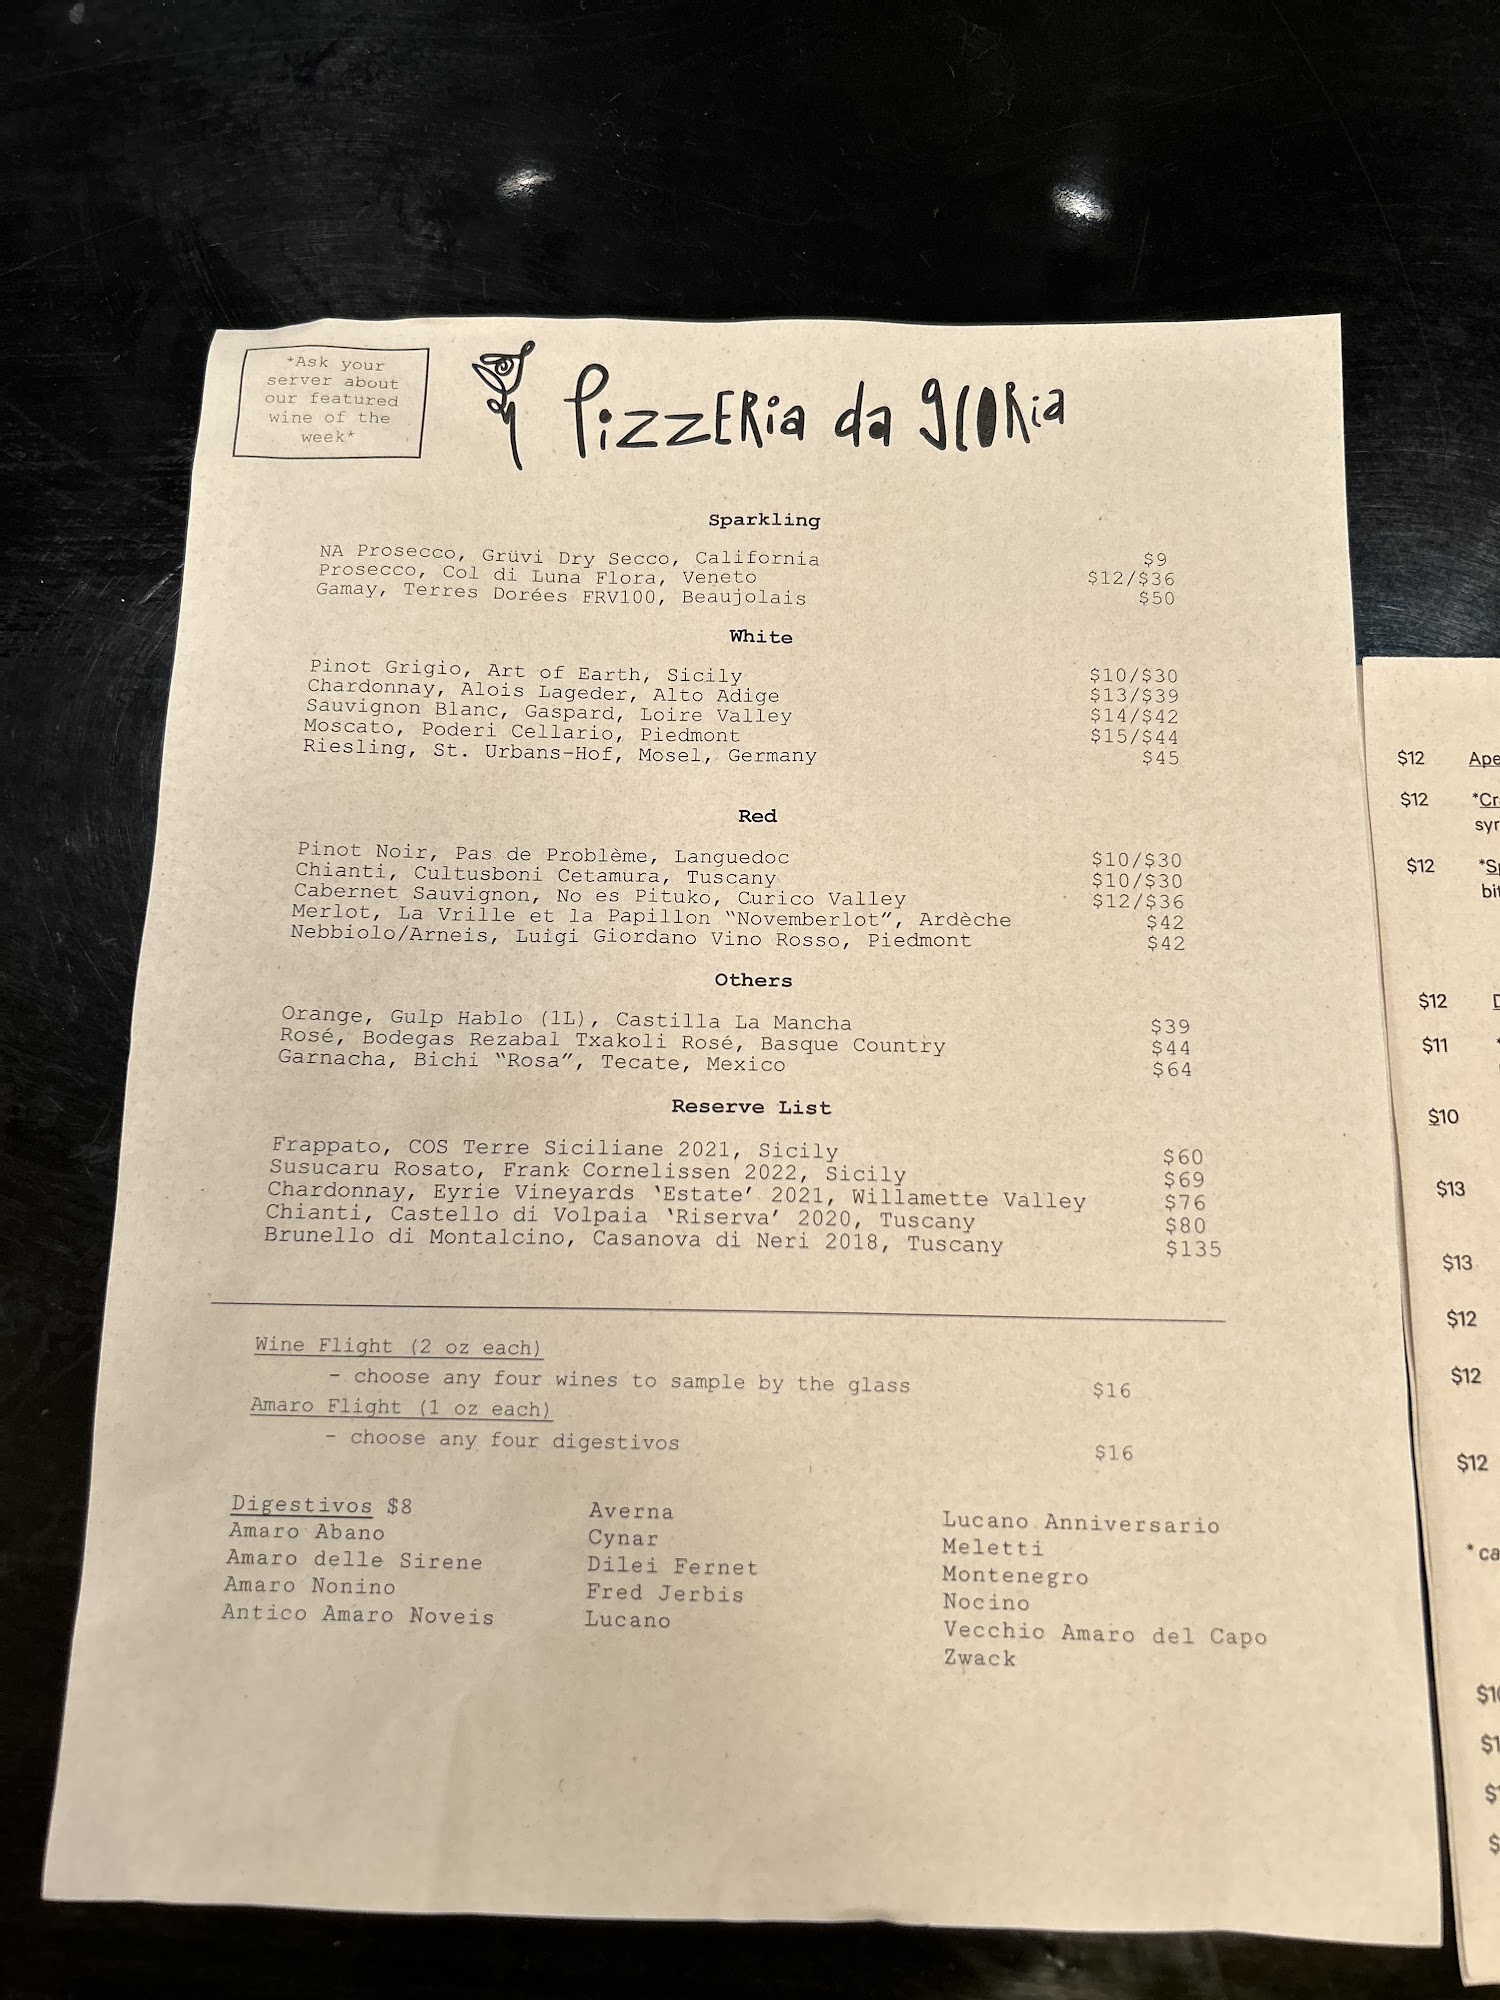 *Ask your
server about
our featured
wine of the
week*
PizzERia da glORia
Sparkling
NA Prosecco, Grüvi Dry Secco, California $9
Prosecco, Col di Luna Flora, Veneto $12/$36
Gamay, Terres Dorées FRV100, Beaujolais $50
White
Pinot Grigio, Art of Earth, Sicily $10/$30
Chardonnay, Alois Lageder, Alto Adige $13/$39
Sauvignon Blanc, Gaspard, Loire Valley $14/$42
Moscato, Poderi Cellario, Piedmont $15/$44
Riesling, St. Urbans-Hof, Mosel, Germany $45
Red
Pinot Noir, Pas de Problème, Languedoc $10/$30
Chianti, Cultusboni Cetamura, Tuscany $10/$30
Cabernet Sauvignon, No es Pituko, Curico Valley $12/$36
Merlot, La Vrille et la Papillon “Novemberlot”, Ardèche $42
Nebbiolo/Arneis, Luigi Giordano Vino Rosso, Piedmont $42
Others
Orange, Gulp Hablo (1L), Castilla La Mancha $39
Rosé, Bodegas Rezabal Txakoli Rosé, Basque Country $44
Garnacha, Bichi “Rosa”, Tecate, Mexico $64
Reserve List
Frappato, COS Terre Siciliane 2021, Sicily $60
Susucaru Rosato, Frank Cornelissen 2022, Sicily $69
Chardonnay, Eyrie Vineyards ‘Estate’ 2021, Willamette Valley $76
Chianti, Castello di Volpaia ‘Riserva’ 2020, Tuscany $80
Brunello di Montalcino, Casanova di Neri 2018, Tuscany $135
Wine Flight (2 oz each)
- choose any four wines to sample by the glass $16
Amaro Flight (1 oz each)
- choose any four digestivos $16
Digestivos $8
Amaro Abano
Amaro delle Sirene
Amaro Nonino
Antico Amaro Noveis
Averna
Cynar
Dilei Fernet
Fred Jerbis
Lucano
Lucano Anniversario
Meletti
Montenegro
Nocino
Vecchio Amaro del Capo
Zwack
$12 Ape
$12 *Cr
syr
$12 *Sp
bit
$12
$11 *
$10
$13
$13
$12
$12
$12
* ca